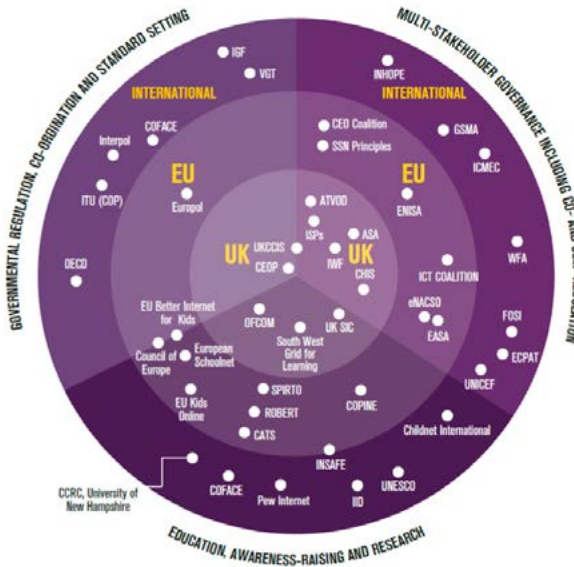 GOVERNMENTAL REGULATION, CO-ORDINATION AND STANDARD SETTING
MULTI-STAKEHOLDER GOVERNANCE INCLUDING CO- AND
IGF
VGT
INTERNATIONAL
INHOPE
INTERNATIONAL
COFACE
Interpol
EU
ITU (COP)
Europol
OECD
CEO Coalition
SSN Principles
GSMA
ICMEC
EU
ENISA
ATVOD
ISPs
ASA
UKCCIS
UK
CEOP
IWF
UK
CHIS
WFA
ICT COALITION
eNACSO
EASA
FOSI
ECPAT
UNICEF
EU Better Internet
for Kids
Council of
Europe
European
Schoolnet
EU Kids
Online
OFCOM
UK SIC
South West
Grid for
Learning
SPIRTO
ROBERT
CATS
COPINE
Childnet International
INSAFE
CCRC, University of
New Hampshire
COFACE
Pew Internet
IID
UNESCO
EDUCATION, AWARENESS-RAISING AND RESEARCH